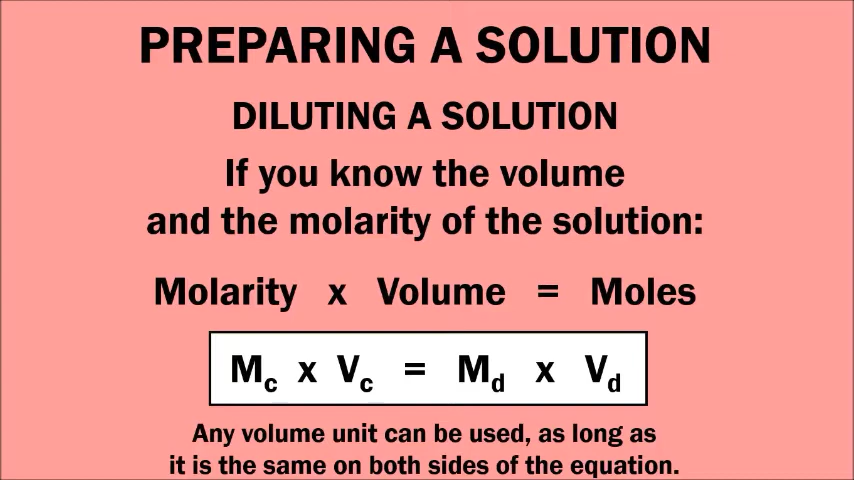 PREPARING A SOLUTION
DILUTING A SOLUTION
If you know the volume
and the molarity of the solution:
Molarity x Volume = Moles
Mc x Vc = Md x Vd
Any volume unit can be used, as long as
it is the same on both sides of the equation.